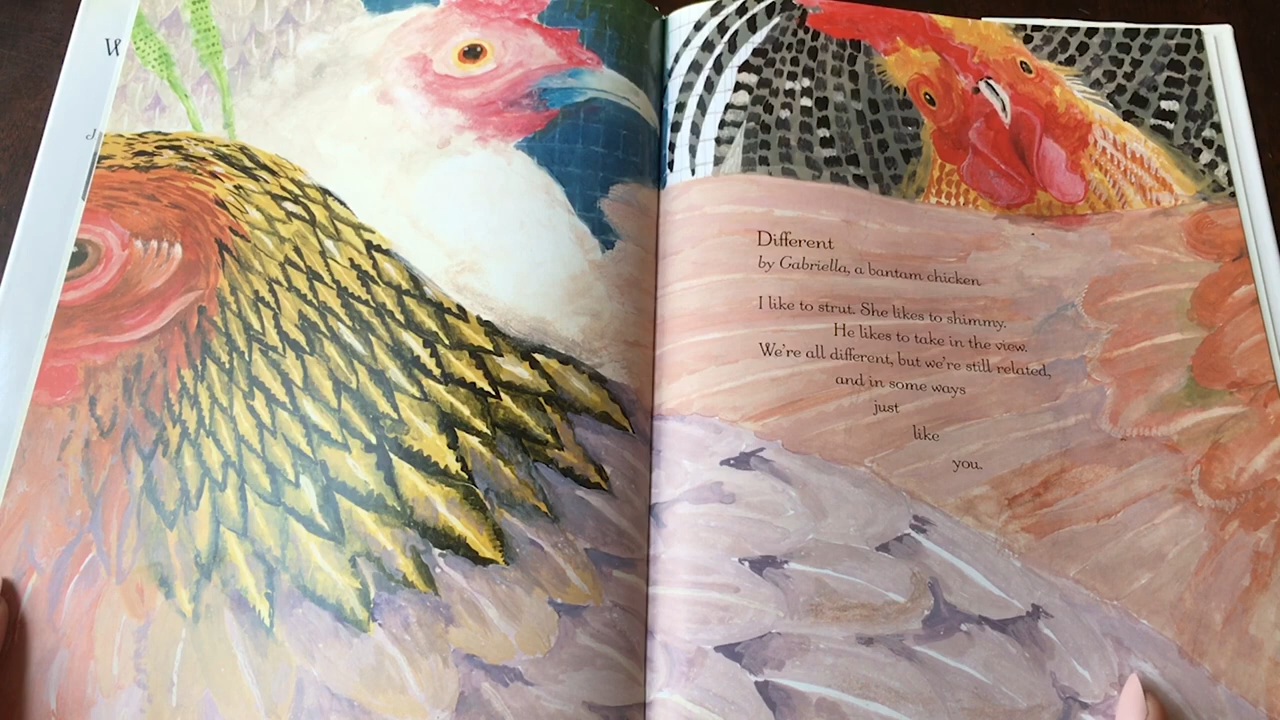 W
J
Different
by Gabriella, a bantam chicken
I like to strut. She likes to shimmy.
He likes to take in the view.
We're all different, but we're still related,
and in some ways
just
like
you.